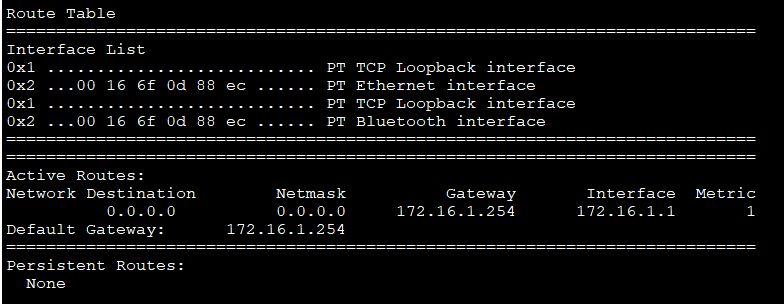 Route Table
===========================================================================
Interface List
0x1 ........................... PT TCP Loopback interface
0x2 ...00 16 6f 0d 88 ec ...... PT Ethernet interface
0x1 ........................... PT TCP Loopback interface
0x2 ...00 16 6f 0d 88 ec ...... PT Bluetooth interface
===========================================================================
===========================================================================
Active Routes:
Network Destination        Netmask          Gateway       Interface  Metric
          0.0.0.0          0.0.0.0     172.16.1.254      172.16.1.1       1
Default Gateway:      172.16.1.254
===========================================================================
Persistent Routes:
  None